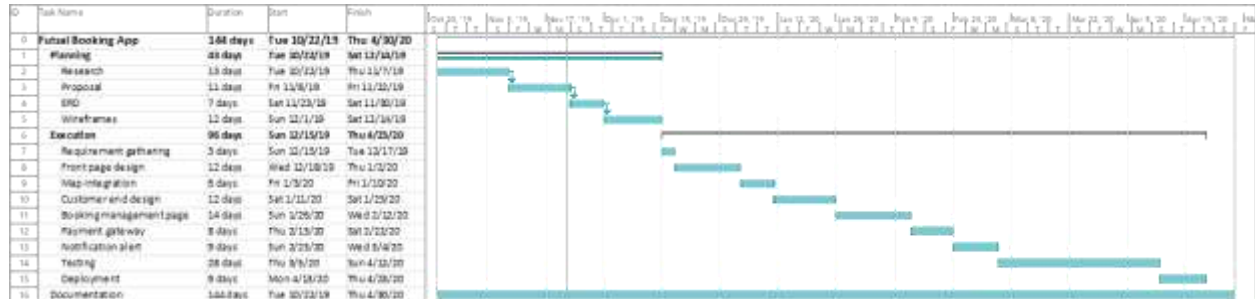 ID Task Name Duration Start Finish
0 Futsal Booking App 144 days Tue 10/22/19 Thu 4/30/20
1 Planning 43 days Tue 10/22/19 Sat 12/14/19
2 Research 13 days Tue 10/22/19 Thu 11/7/19
3 Proposal 11 days Fri 11/8/19 Fri 11/22/19
4 ERD 7 days Sat 11/23/19 Sat 11/30/19
5 Wireframes 12 days Sun 12/1/19 Sat 12/14/19
6 Execution 96 days Sun 12/15/19 Thu 4/23/20
7 Requirement gathering 3 days Sun 12/15/19 Tue 12/17/19
8 Front page design 12 days Wed 12/18/19 Thu 1/2/20
9 Map integration 6 days Fri 1/3/20 Fri 1/10/20
10 Customer end design 12 days Sat 1/11/20 Sat 1/25/20
11 Booking management page 14 days Sun 1/26/20 Wed 2/12/20
12 Payment gateway 8 days Thu 2/13/20 Sat 2/22/20
13 Notification alert 9 days Sun 2/23/20 Wed 3/4/20
14 Testing 28 days Thu 3/5/20 Sun 4/12/20
15 Deployment 9 days Mon 4/13/20 Thu 4/23/20
16 Documentation 144 days Tue 10/22/19 Thu 4/30/20